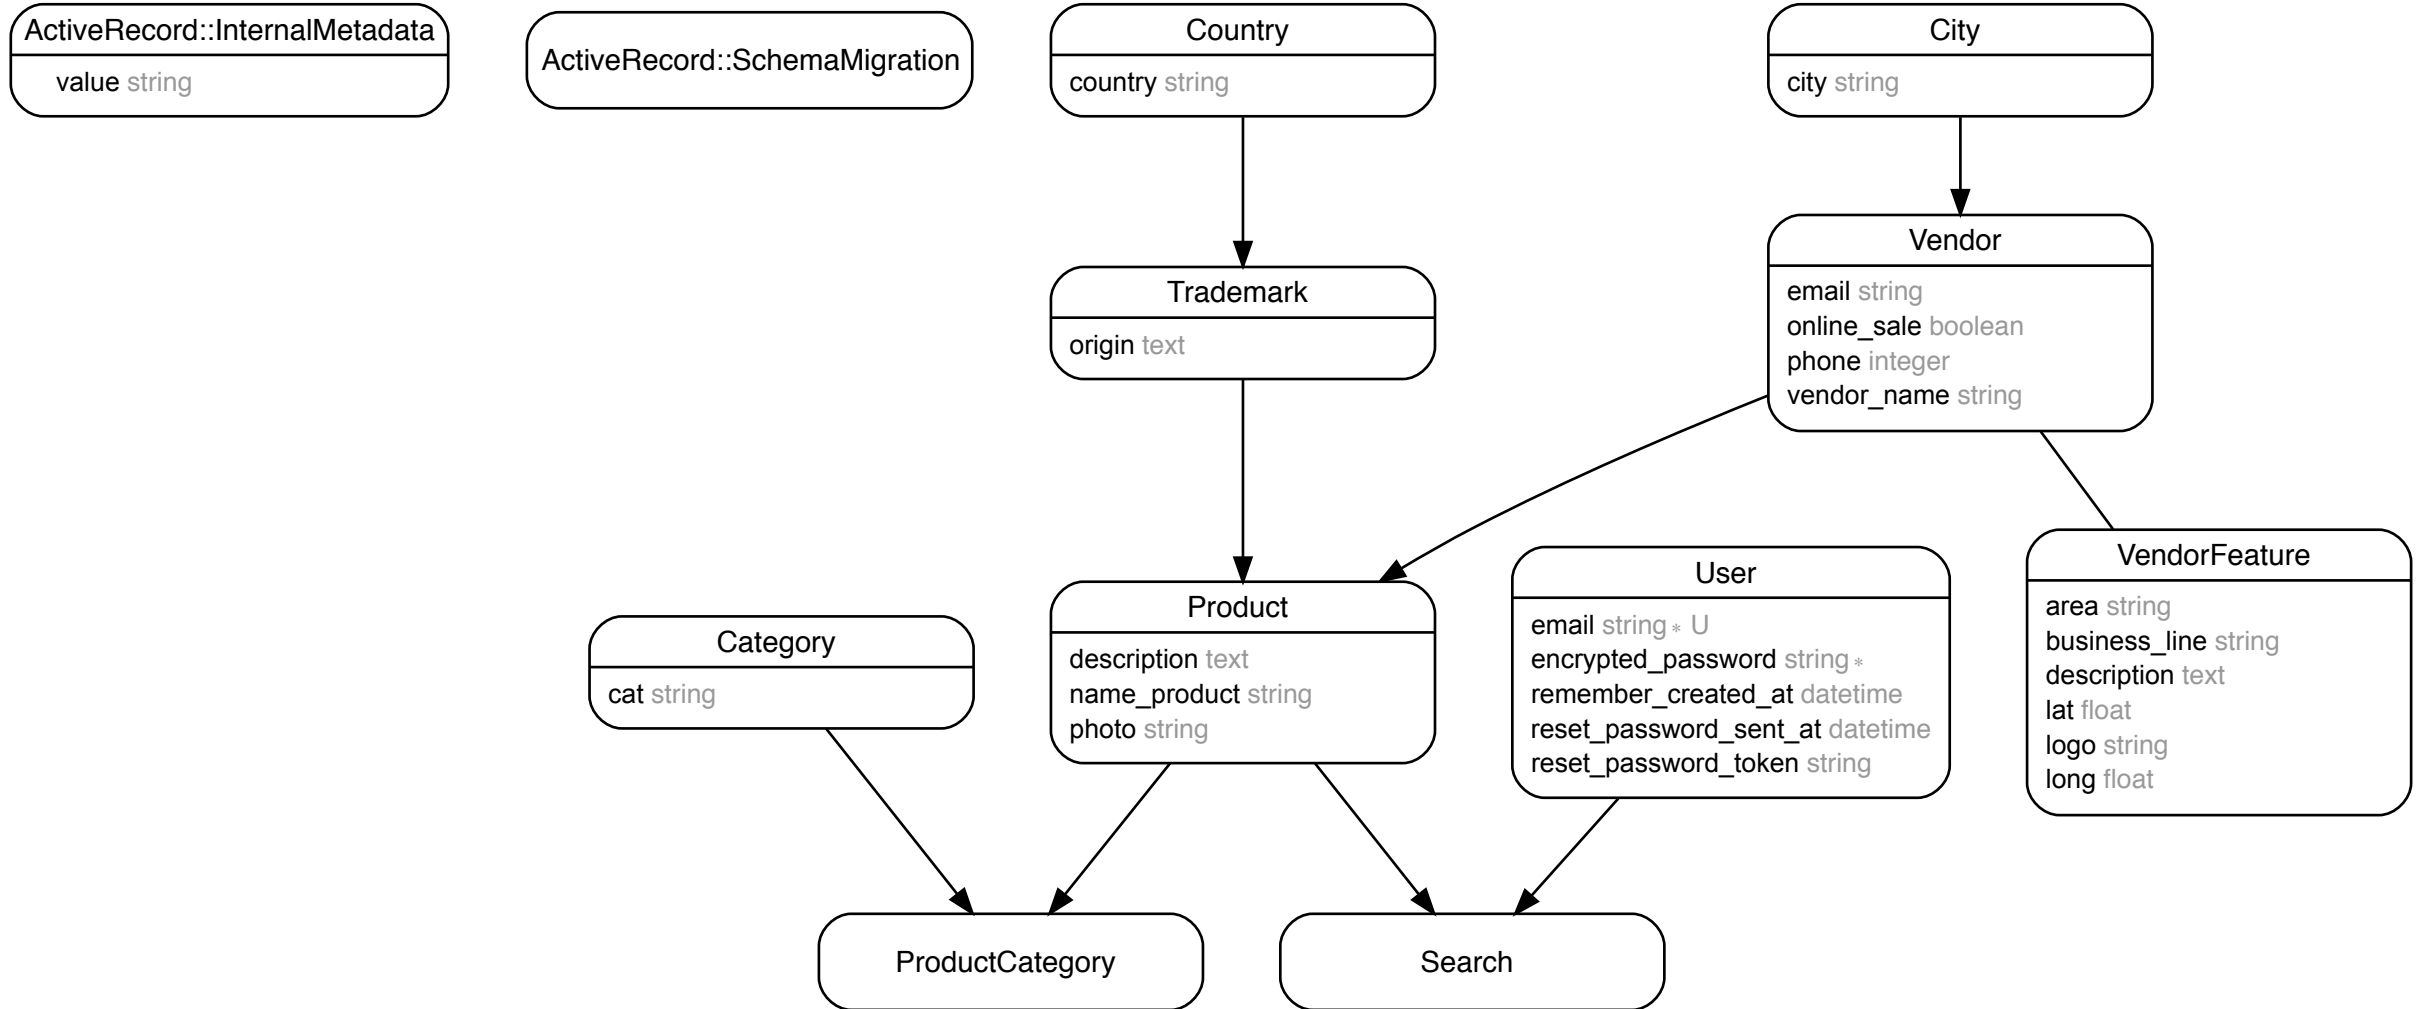 ActiveRecord::InternalMetadata
value string
ActiveRecord::SchemaMigration
Country
country string
City
city string
Trademark
origin text
Vendor
email string
online_sale boolean
phone integer
vendor_name string
Category
cat string
Product
description text
name_product string
photo string
User
email string * U
encrypted_password string *
remember_created_at datetime
reset_password_sent_at datetime
reset_password_token string
VendorFeature
area string
business_line string
description text
lat float
logo string
long float
ProductCategory
Search